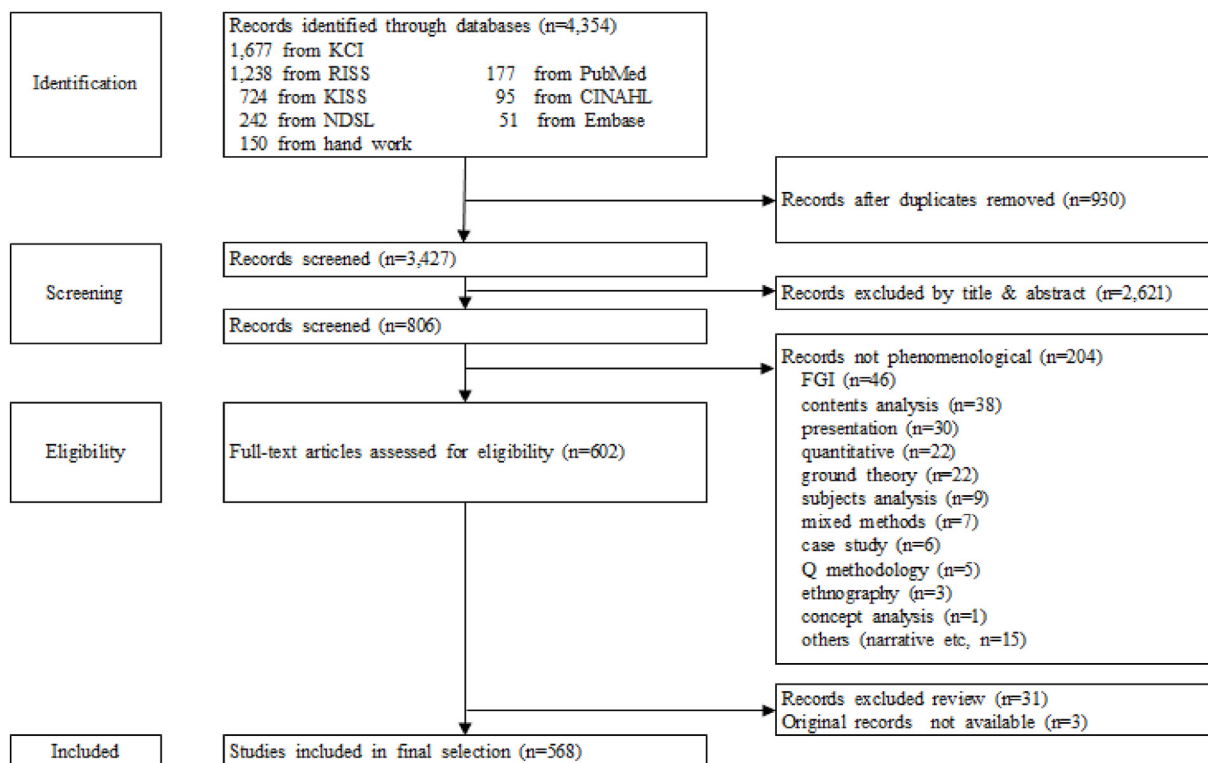 Identification
Records identified through databases (n=4,354)
1,677 from KCI
1,238 from RISS 177 from PubMed
724 from KISS 95 from CINAHL
242 from NDSL 51 from Embase
150 from hand work
Records after duplicates removed (n=930)
Screening
Records screened (n=3,427)
Records excluded by title & abstract (n=2,621)
Records screened (n=806)
Records not phenomenological (n=204)
FGI (n=46)
contents analysis (n=38)
presentation (n=30)
quantitative (n=22)
ground theory (n=22)
subjects analysis (n=9)
mixed methods (n=7)
case study (n=6)
Q methodology (n=5)
ethnography (n=3)
concept analysis (n=1)
others (narrative etc, n=15)
Eligibility
Full-text articles assessed for eligibility (n=602)
Records excluded review (n=31)
Original records not available (n=3)
Included
Studies included in final selection (n=568)